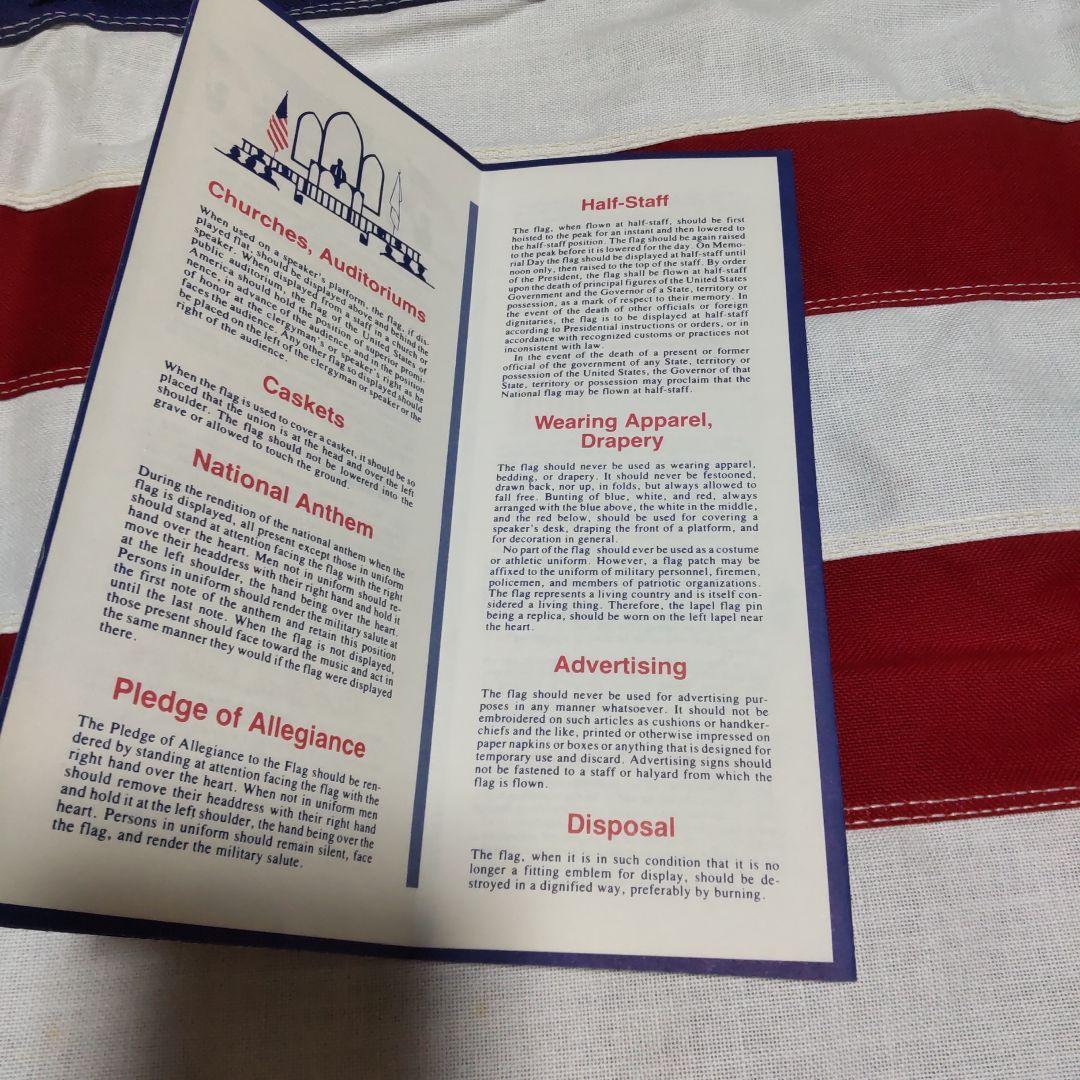 Churches, Auditoriums
When used on a speaker's platform, the flag, if dis-
played flat should be displayed above and behind the
speaker. When displayed from a staff in a church or
public auditorium, the flag of the United States of
America should hold the position of superior promi-
nence, in advance of the audience, and in the position
of honor at the clergyman's or speaker's right as he
faces the audience. Any other flag so displayed should
be placed on the left of the clergyman or speaker or the
right of the audience.
Caskets
When the flag is used to cover a casket, it should be so
placed that the union is at the head and over the left
shoulder. The flag should not be lowererd into the
grave or allowed to touch the ground.
National Anthem
During the rendition of the national anthem when the
flag is displayed, all present except those in uniform
should stand at attention facing the flag with the right
hand over the heart. Men not in uniform should re-
move their headdress with their right hand and hold it
at the left shoulder, the hand being over the heart.
Persons in uniform should render the military salute at
the first note of the anthem and retain this position
until the last note. When the flag is not displayed,
those present should face toward the music and act in
the same manner they would if the flag were displayed
there.
Pledge of Allegiance
The Pledge of Allegiance to the Flag should be ren-
dered by standing at attention facing the flag with the
right hand over the heart. When not in uniform men
should remove their headdress with their right hand
and hold it at the left shoulder, the hand being over the
heart. Persons in uniform should remain silent, face
the flag, and render the military salute.
Half-Staff
The flag, when flown at half-staff, should be first
hoisted to the peak for an instant and then lowered to
the half-staff position. The flag should be again raised
to the peak before it is lowered for the day. On Memo-
rial Day the flag should be displayed at half-staff until
noon only, then raised to the top of the staff. By order
of the President, the flag shall be flown at half-staff
upon the death of principal figures of the United States
Government and the Governor of a State, territory or
possession, as a mark of respect to their memory. In
the event of the death of other officials or foreign
dignitaries, the flag is to be displayed at half-staff
according to Presidential instructions or orders, or in
accordance with recognized customs or practices not
inconsistent with law.
In the event of the death of a present or former
official of the government of any State, territory or
possession of the United States, the Governor of that
State, territory or possession may proclaim that the
National flag may be flown at half-staff.
Wearing Apparel,
Drapery
The flag should never be used as wearing apparel,
bedding, or drapery. It should never be festooned,
drawn back, nor up, in folds, but always allowed to
fall free. Bunting of blue, white, and red, always
arranged with the blue above, the white in the middle,
and the red below, should be used for covering a
speaker's desk, draping the front of a platform, and
for decoration in general.
No part of the flag should ever be used as a costume
or athletic uniform. However, a flag patch may be
affixed to the uniform of military personnel, firemen,
policemen, and members of patriotic organizations.
The flag represents a living country and is itself con-
sidered a living thing. Therefore, the lapel flag pin
being a replica, should be worn on the left lapel near
the heart.
Advertising
The flag should never be used for advertising pur-
poses in any manner whatsoever. It should not be
embroidered on such articles as cushions or handker-
chiefs and the like, printed or otherwise impressed on
paper napkins or boxes or anything that is designed for
temporary use and discard. Advertising signs should
not be fastened to a staff or halyard from which the
flag is flown.
Disposal
The flag, when it is in such condition that it is no
longer a fitting emblem for display, should be de-
stroyed in a dignified way, preferably by burning.